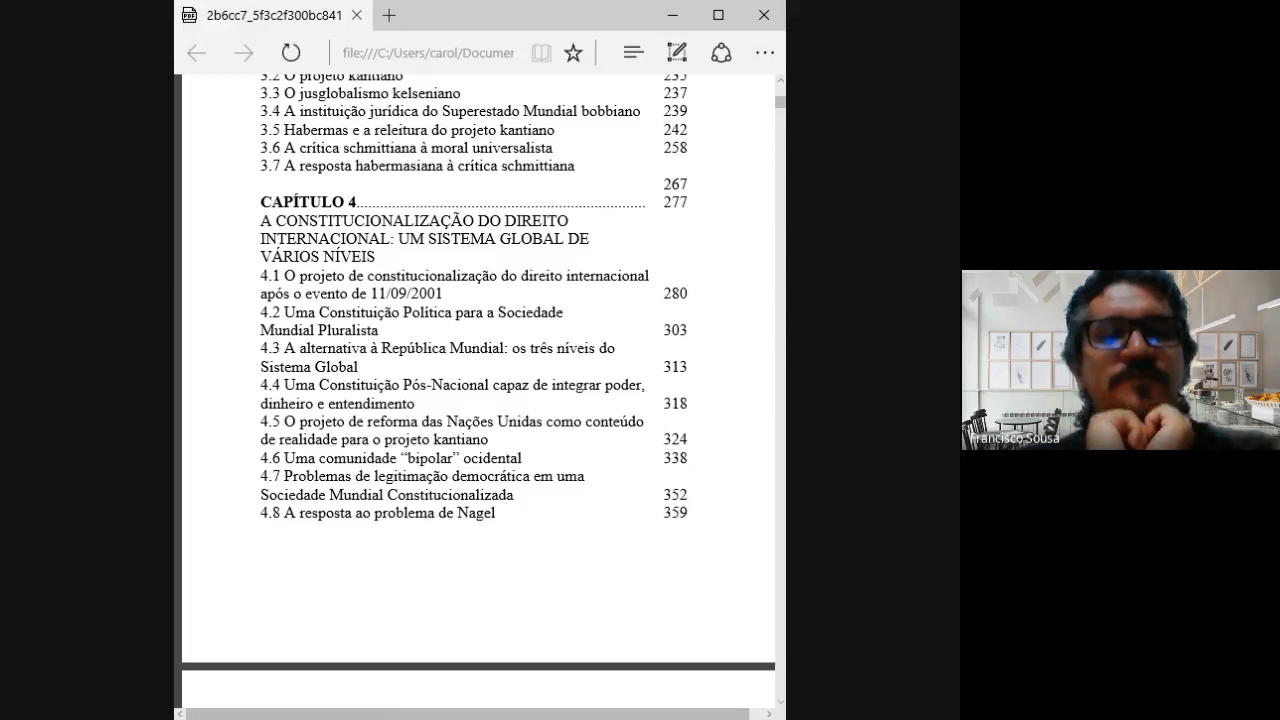 2b6cc7_5f3c2f300bc841
file:///C:/Users/carol/Documer
3.2 O projeto kantiano 235
3.3 O jusglobalismo kelseniano 237
3.4 A instituição jurídica do Superestado Mundial bobbiano 239
3.5 Habermas e a releitura do projeto kantiano 242
3.6 A crítica schmittiana à moral universalista 258
3.7 A resposta habermasiana à crítica schmittiana
267
CAPÍTULO 4........................................................................ 277
A CONSTITUCIONALIZAÇÃO DO DIREITO
INTERNACIONAL: UM SISTEMA GLOBAL DE
VÁRIOS NÍVEIS
4.1 O projeto de constitucionalização do direito internacional
após o evento de 11/09/2001 280
4.2 Uma Constituição Política para a Sociedade
Mundial Pluralista 303
4.3 A alternativa à República Mundial: os três níveis do
Sistema Global 313
4.4 Uma Constituição Pós-Nacional capaz de integrar poder,
dinheiro e entendimento 318
4.5 O projeto de reforma das Nações Unidas como conteúdo
de realidade para o projeto kantiano 324
4.6 Uma comunidade “bipolar” ocidental 338
4.7 Problemas de legitimação democrática em uma
Sociedade Mundial Constitucionalizada 352
4.8 A resposta ao problema de Nagel 359
Francisco Sousa